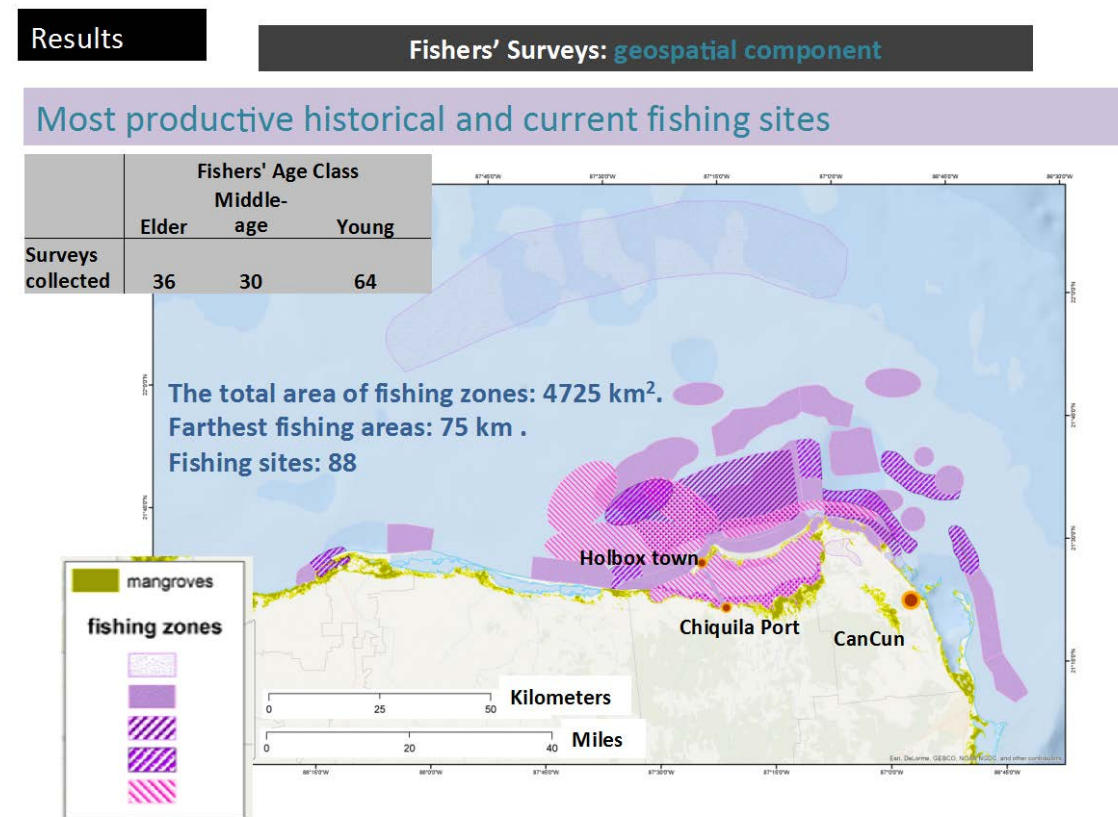 Results
Fishers' Surveys: geospatial component
Most productive historical and current fishing sites
Fishers' Age Class
Middle-
Elder age Young
Surveys
collected 36 30 64
The total area of fishing zones: 4725 km².
Farthest fishing areas: 75 km .
Fishing sites: 88
Holbox town
Chiquila Port
CanCun
mangroves
fishing zones
Kilometers
0 25 50
Miles
0 20 40